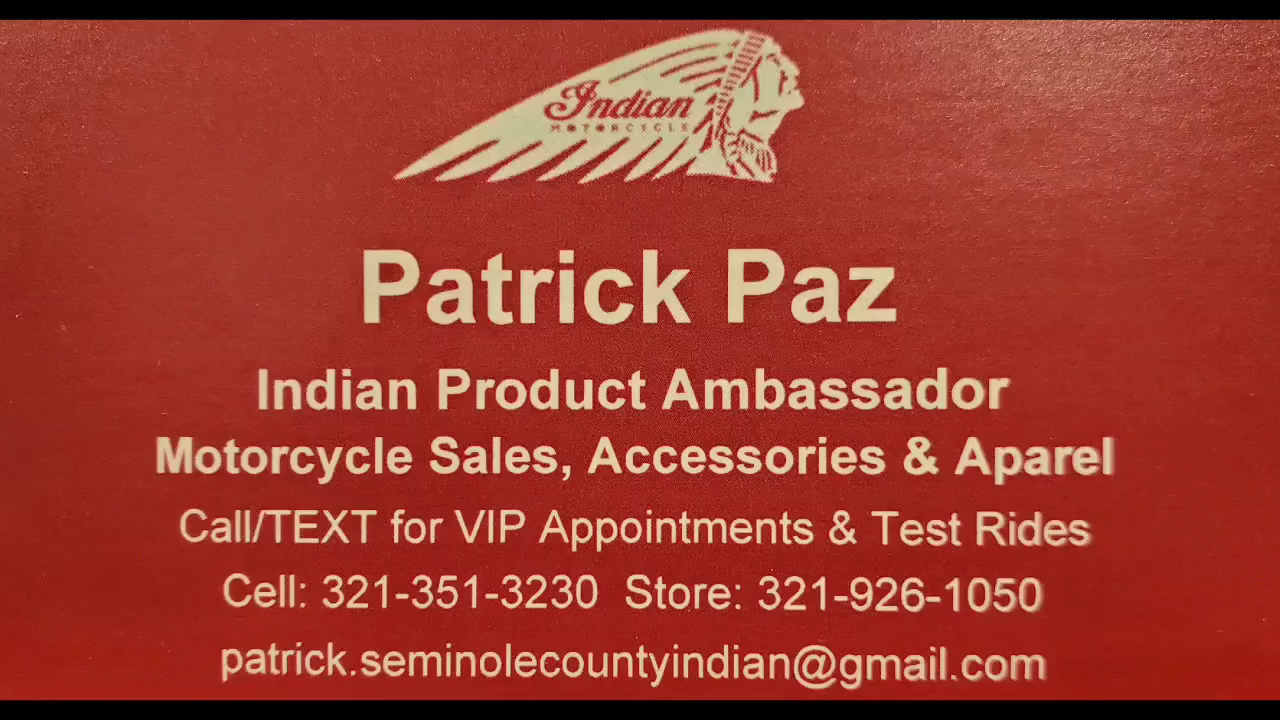 Indian
MOTORCYCLE
Patrick Paz
Indian Product Ambassador
Motorcycle Sales, Accessories & Aparel
Call/TEXT for VIP Appointments & Test Rides
Cell: 321-351-3230 Store: 321-926-1050
patrick.seminolecountyindian@gmail.com